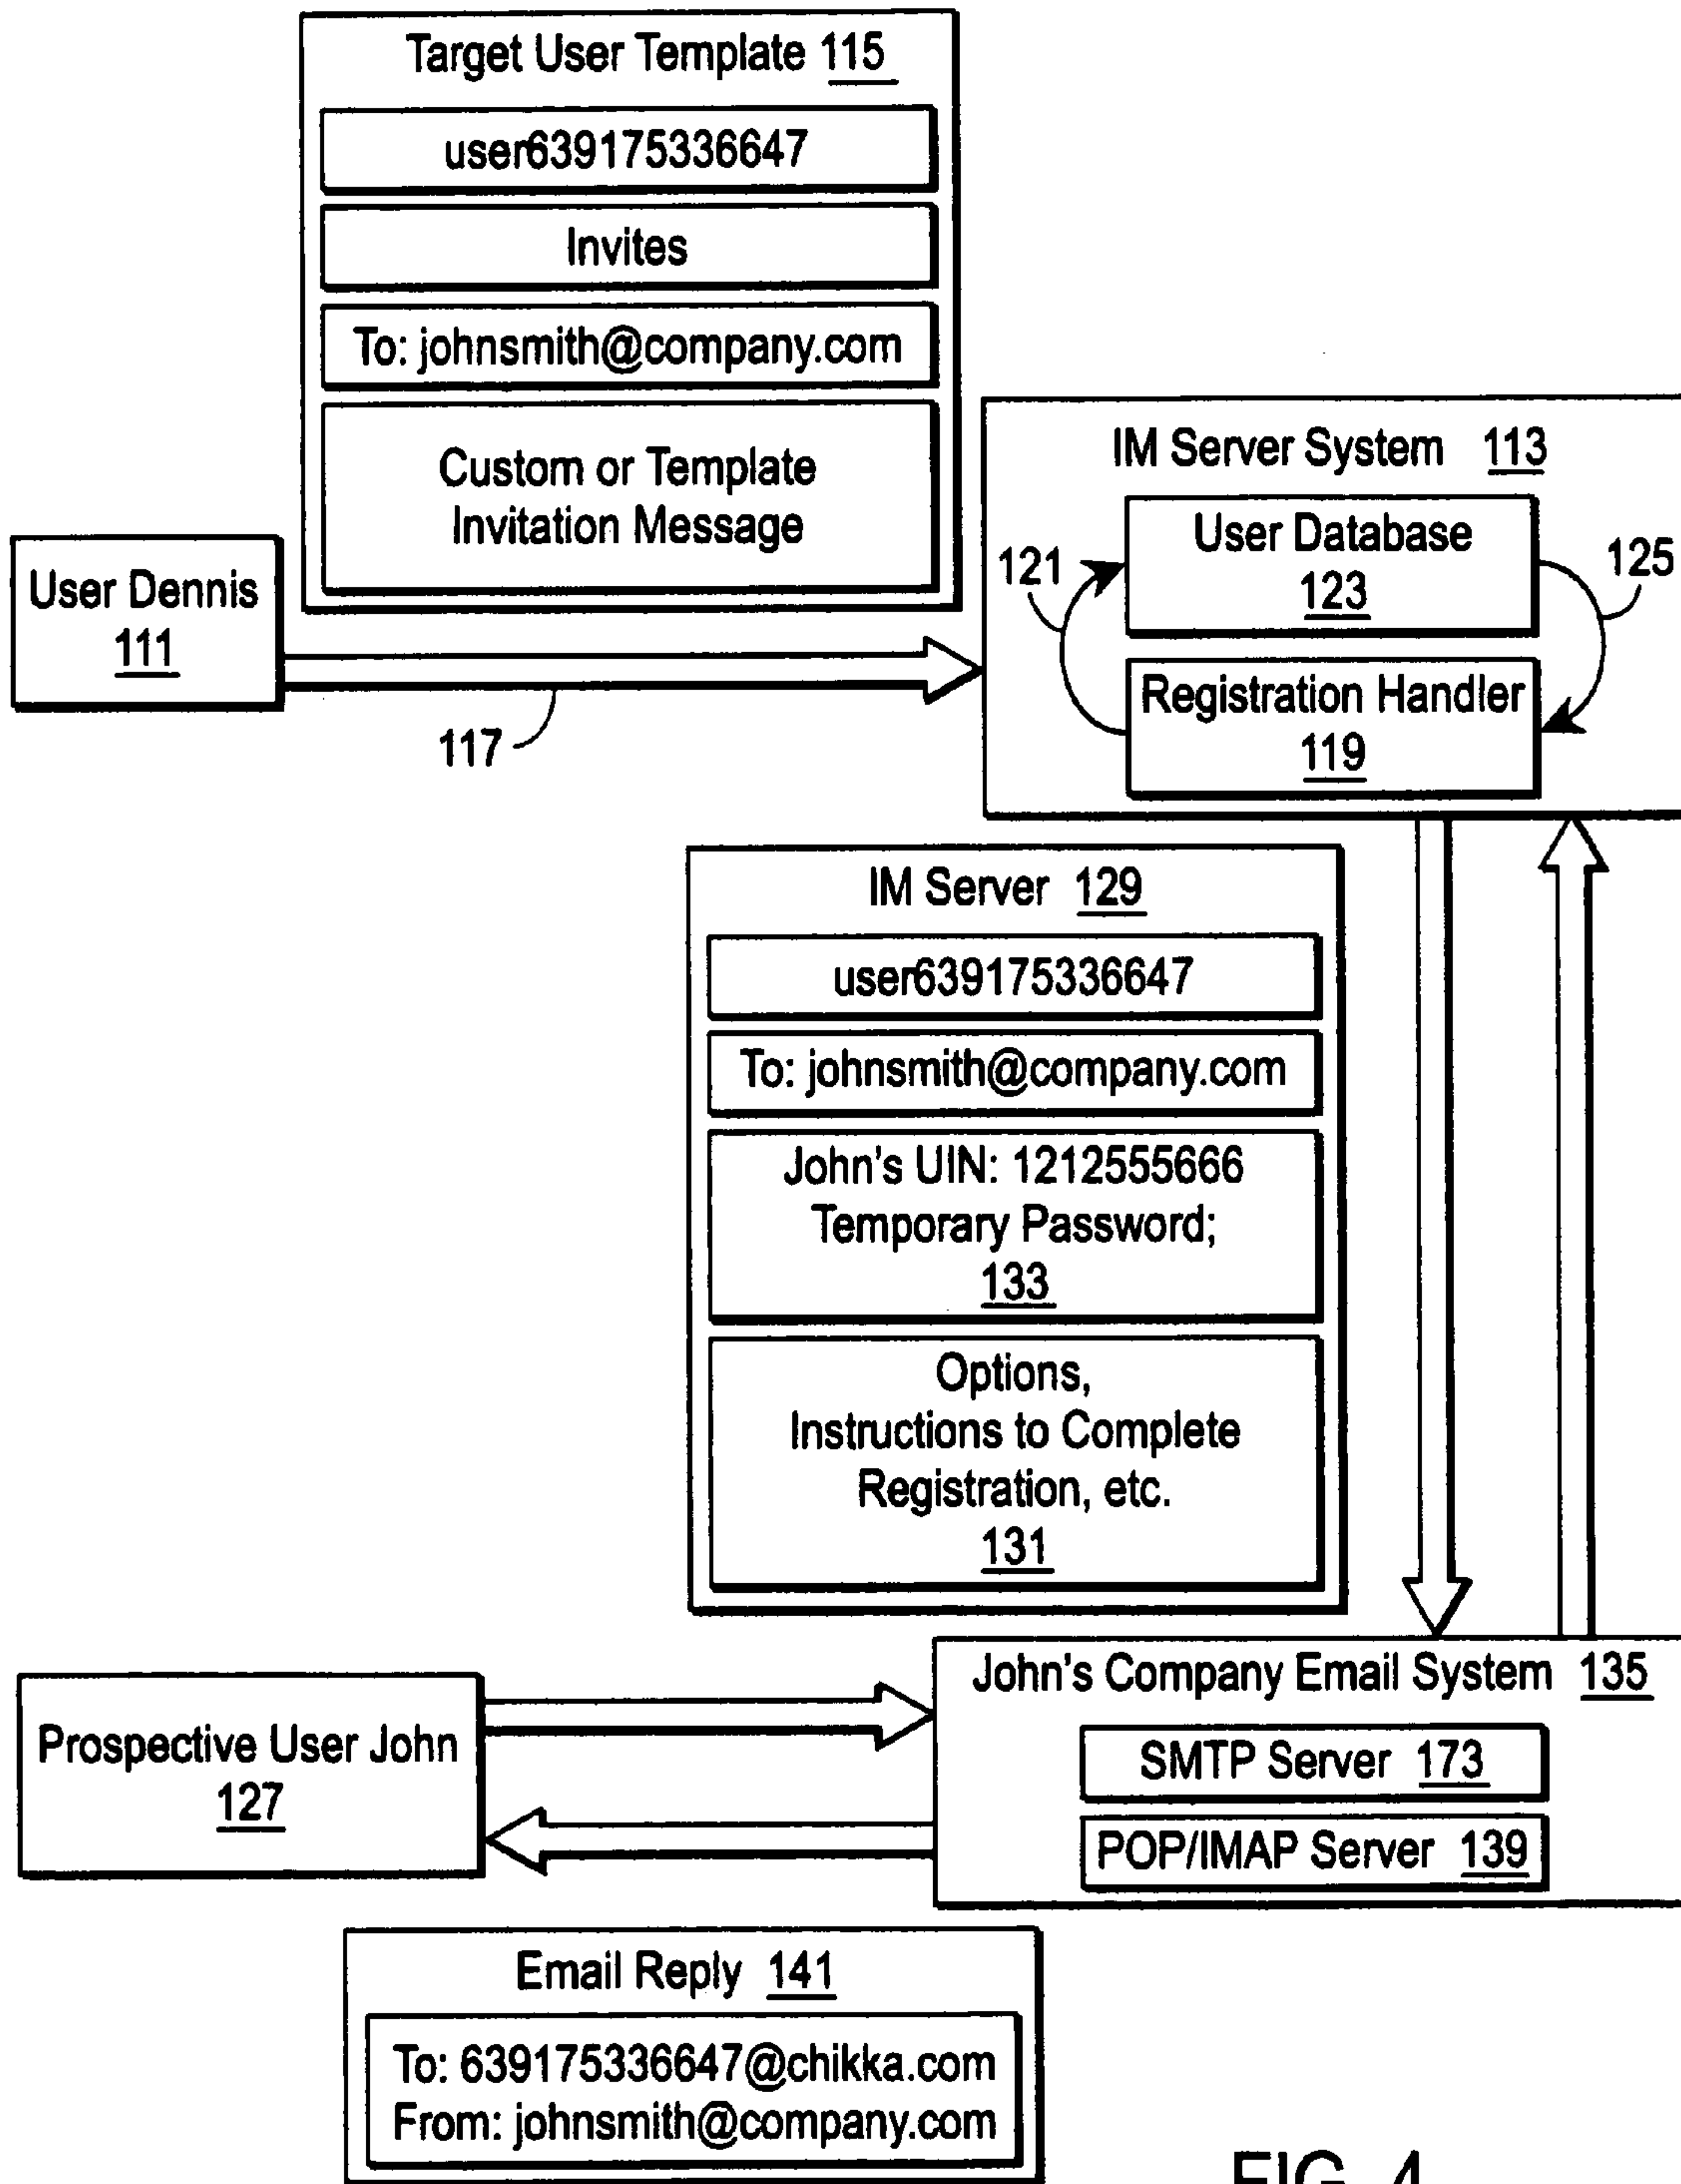 Target User Template 115
user639175336647
Invites
To: johnsmith@company.com
Custom or Template
Invitation Message
User Dennis
111
117
IM Server System 113
User Database
123
121
125
Registration Handler
119
IM Server 129
user639175336647
To: johnsmith@company.com
John's UIN: 1212555666
Temporary Password;
133
Options,
Instructions to Complete
Registration, etc.
131
Prospective User John
127
John's Company Email System 135
SMTP Server 173
POP/IMAP Server 139
Email Reply 141
To: 639175336647@chikka.com
From: johnsmith@company.com
FIG. 4